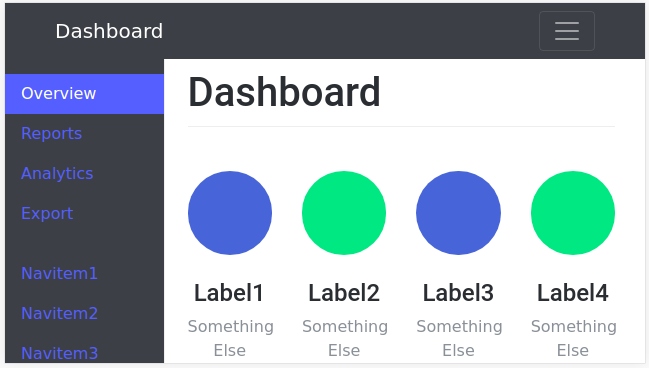 Dashboard
Overview
Reports
Analytics
Export
Navitem1
Navitem2
Navitem3
Dashboard
Label1 Label2 Label3 Label4
Something Something Something Something
Else Else Else Else